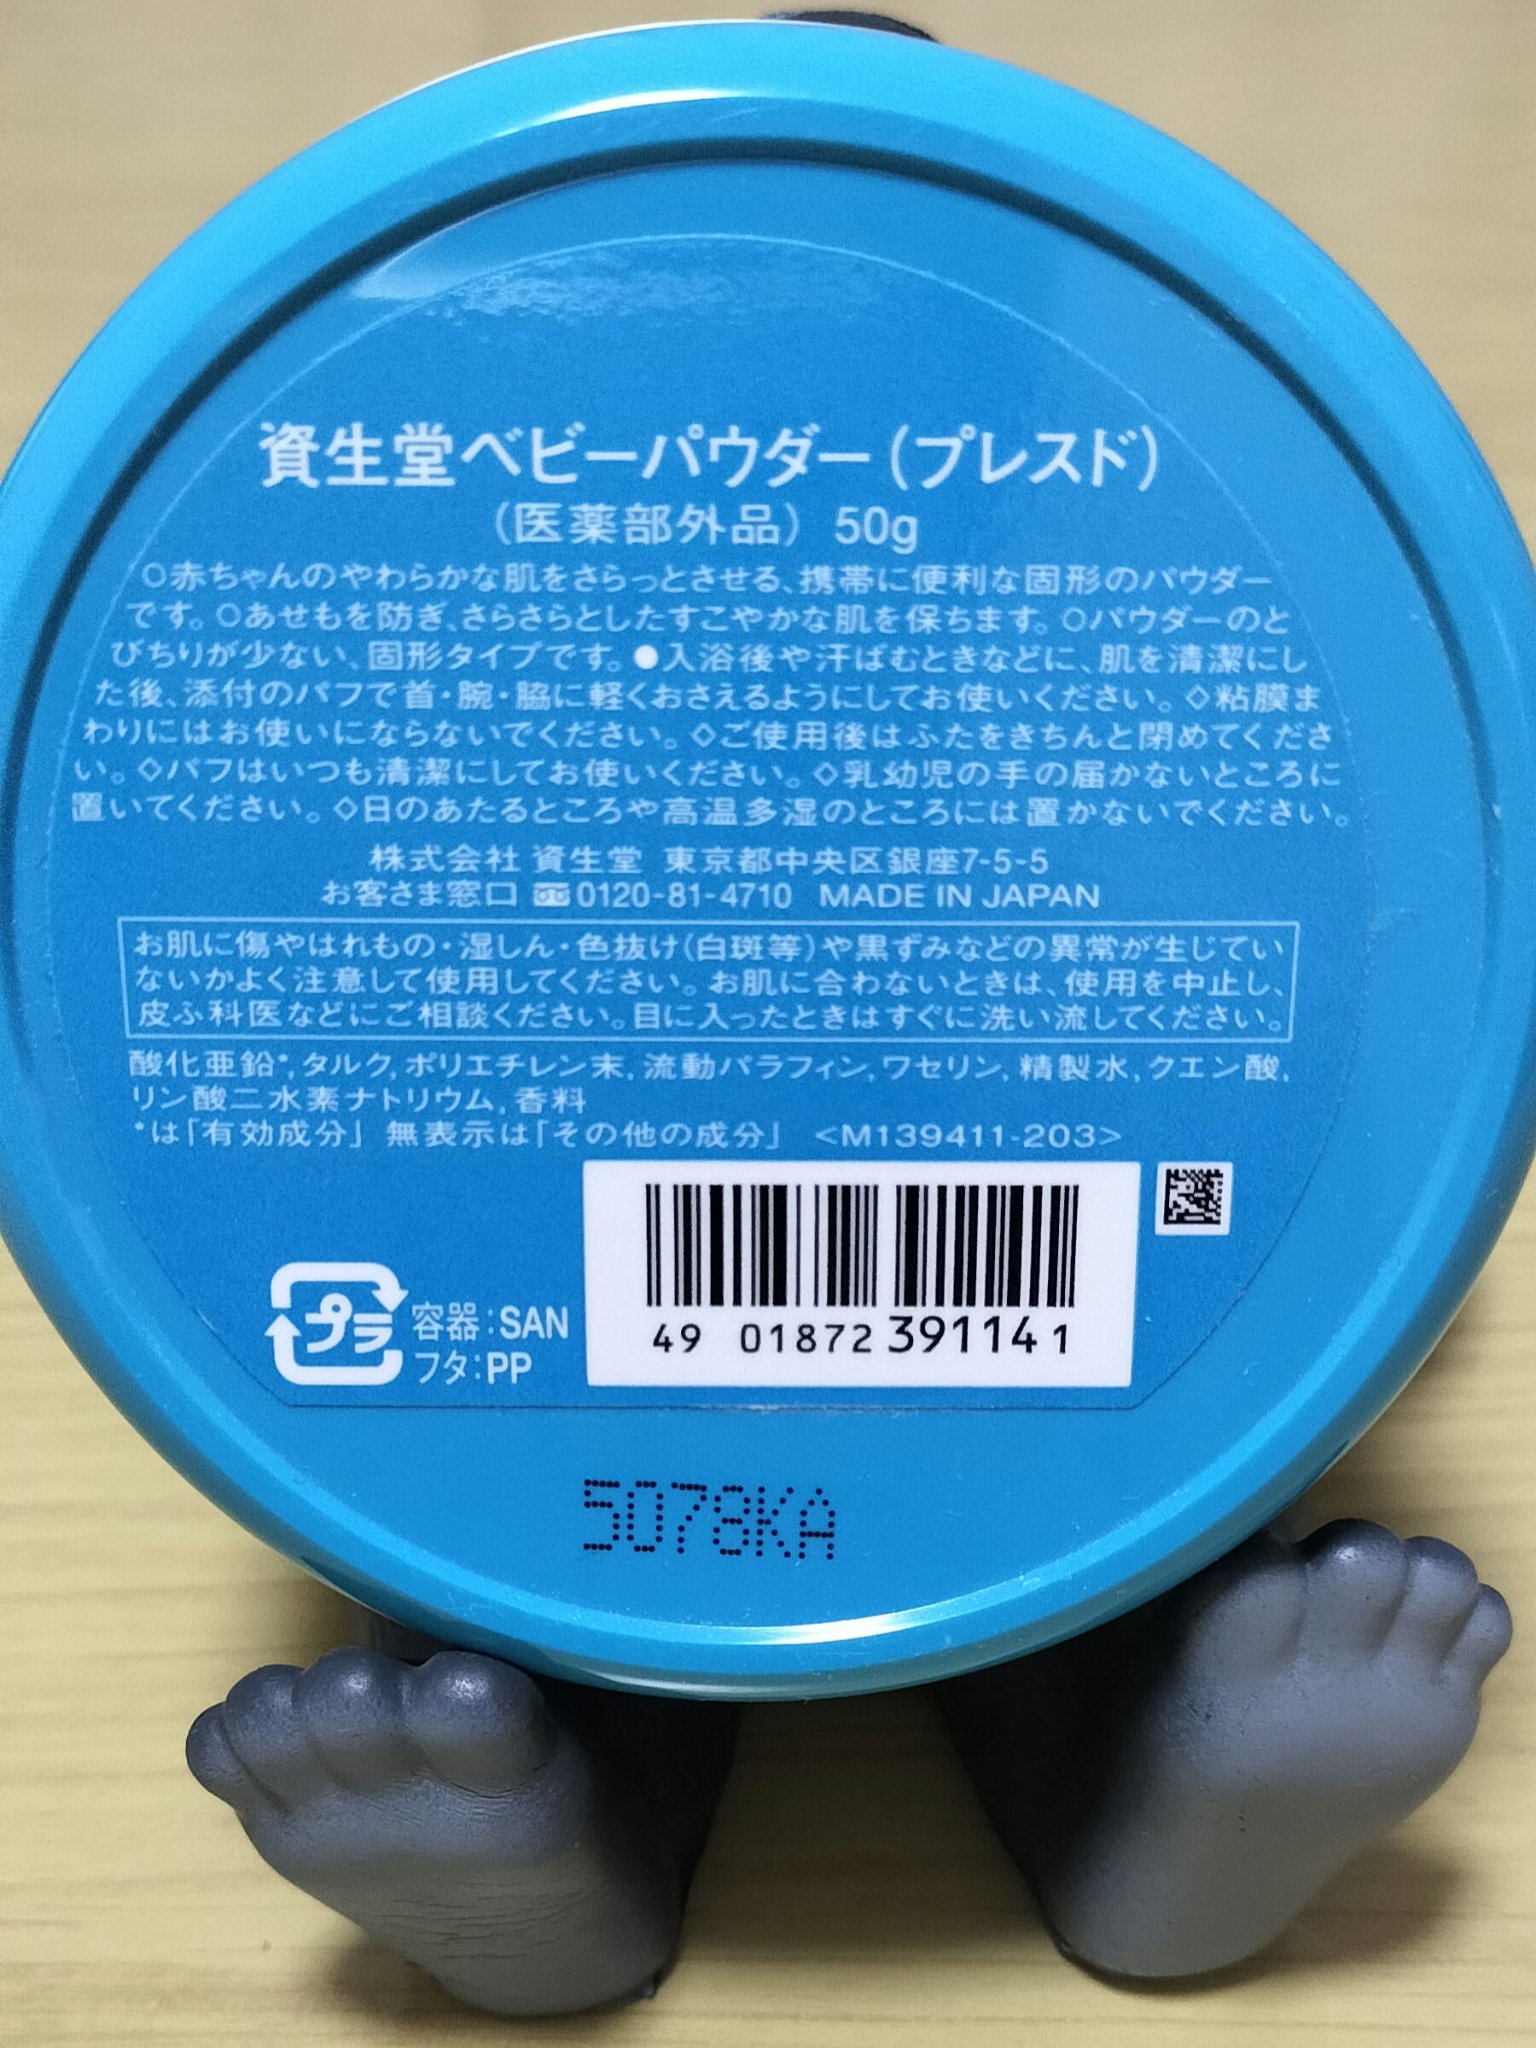 資生堂ベビーパウダー(プレスド)
(医薬部外品) 50g
○赤ちゃんのやわらかな肌をさらっとさせる、携帯に便利な固形のパウダー
です。○あせもを防ぎ、さらさらとしたすこやかな肌を保ちます。○パウダーのと
びちりが少ない、固形タイプです。●入浴後や汗ばむときなどに、肌を清潔にし
た後、添付のパフで首・腕・脇に軽くおさえるようにしてお使いください。◇粘膜ま
わりにはお使いにならないでください。◇ご使用後はふたをきちんと閉めてくださ
い。◇パフはいつも清潔にしてお使いください。◇乳幼児の手の届かないところに
置いてください。◇日のあたるところや高温多湿のところには置かないでください。
株式会社 資生堂 東京都中央区銀座7-5-5
お客さま窓口 0120-81-4710 MADE IN JAPAN
お肌に傷やはれもの・湿しん・色抜け(白斑等)や黒ずみなどの異常が生じてい
ないかよく注意して使用してください。お肌に合わないときは、使用を中止し、
皮ふ科医などにご相談ください。目に入ったときはすぐに洗い流してください。
酸化亜鉛*,タルク,ポリエチレン末,流動パラフィン,ワセリン,精製水,クエン酸,
リン酸二水素ナトリウム,香料
*は「有効成分」 無表示は「その他の成分」 <M139411-203>
プラ 容器:SAN
フタ:PP
49 01872 39114 1
5078KA